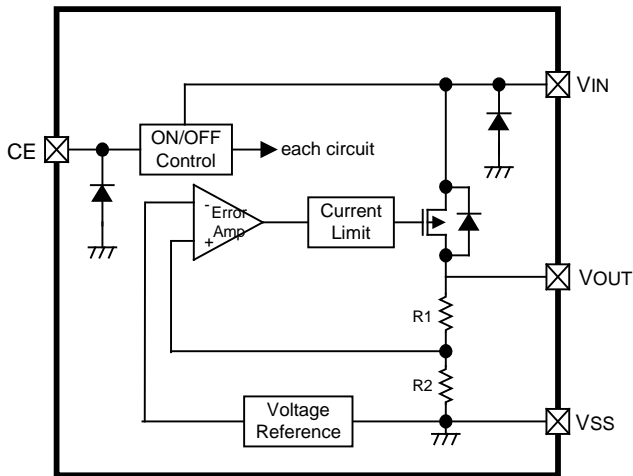 VIN
CE
ON/OFF
Control
each circuit
-
Error
Amp
+
Current
Limit
VOUT
R1
R2
Voltage
Reference
VSS